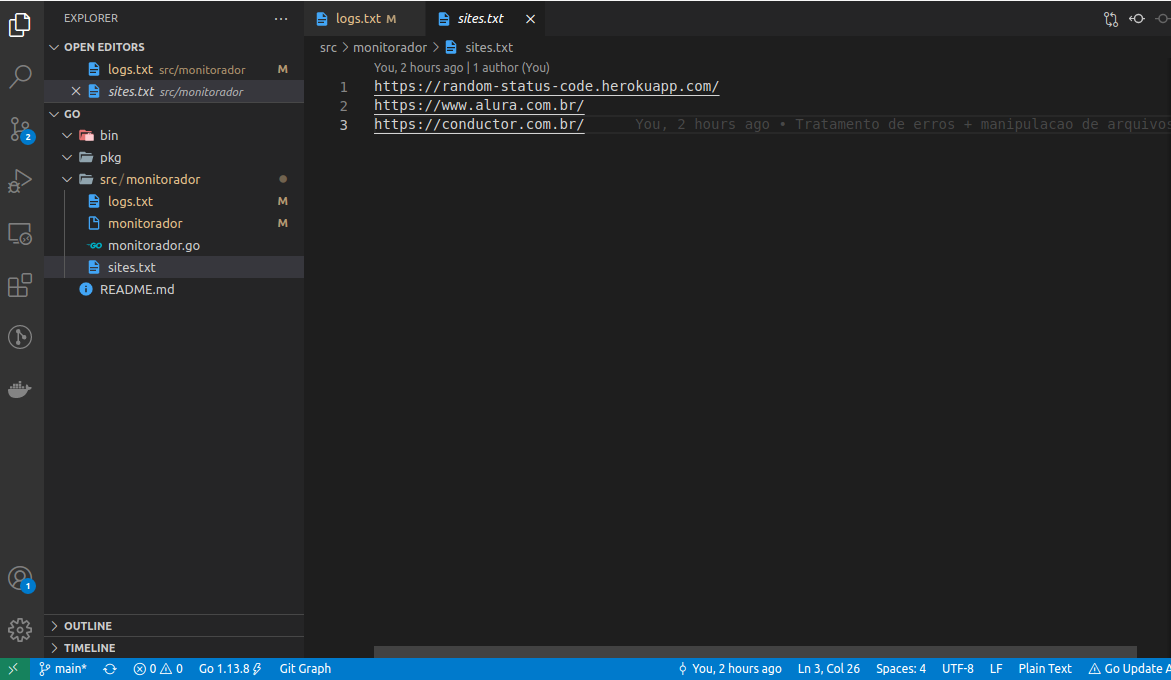 EXPLORER
OPEN EDITORS
logs.txt src/monitorador M
sites.txt src/monitorador
GO
bin
pkg
src/monitorador
logs.txt M
monitorador M
GO monitorador.go
sites.txt
README.md
OUTLINE
TIMELINE
logs.txt M
sites.txt
src > monitorador > sites.txt
You, 2 hours ago | 1 author (You)
1 https://random-status-code.herokuapp.com/
2 https://www.alura.com.br/
3 https://conductor.com.br/ You, 2 hours ago • Tratamento de erros + manipulacao de arquivos
2
1
main* 0 0 Go 1.13.8 Git Graph You, 2 hours ago Ln 3, Col 26 Spaces: 4 UTF-8 LF Plain Text Go Update A